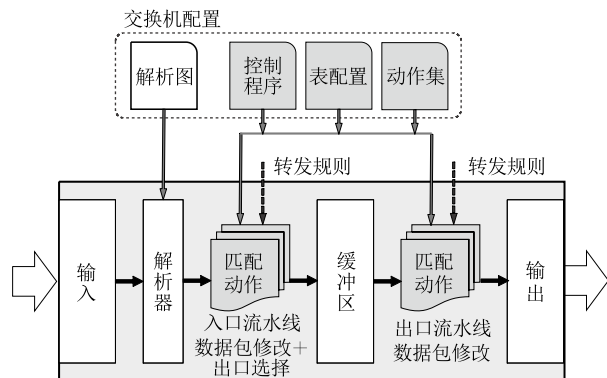 交换机配置
解析图
控制
程序
表配置
动作集
转发规则
转发规则
输入
解析器
匹配
动作
缓冲区
匹配
动作
输出
入口流水线
数据包修改+
出口选择
出口流水线
数据包修改